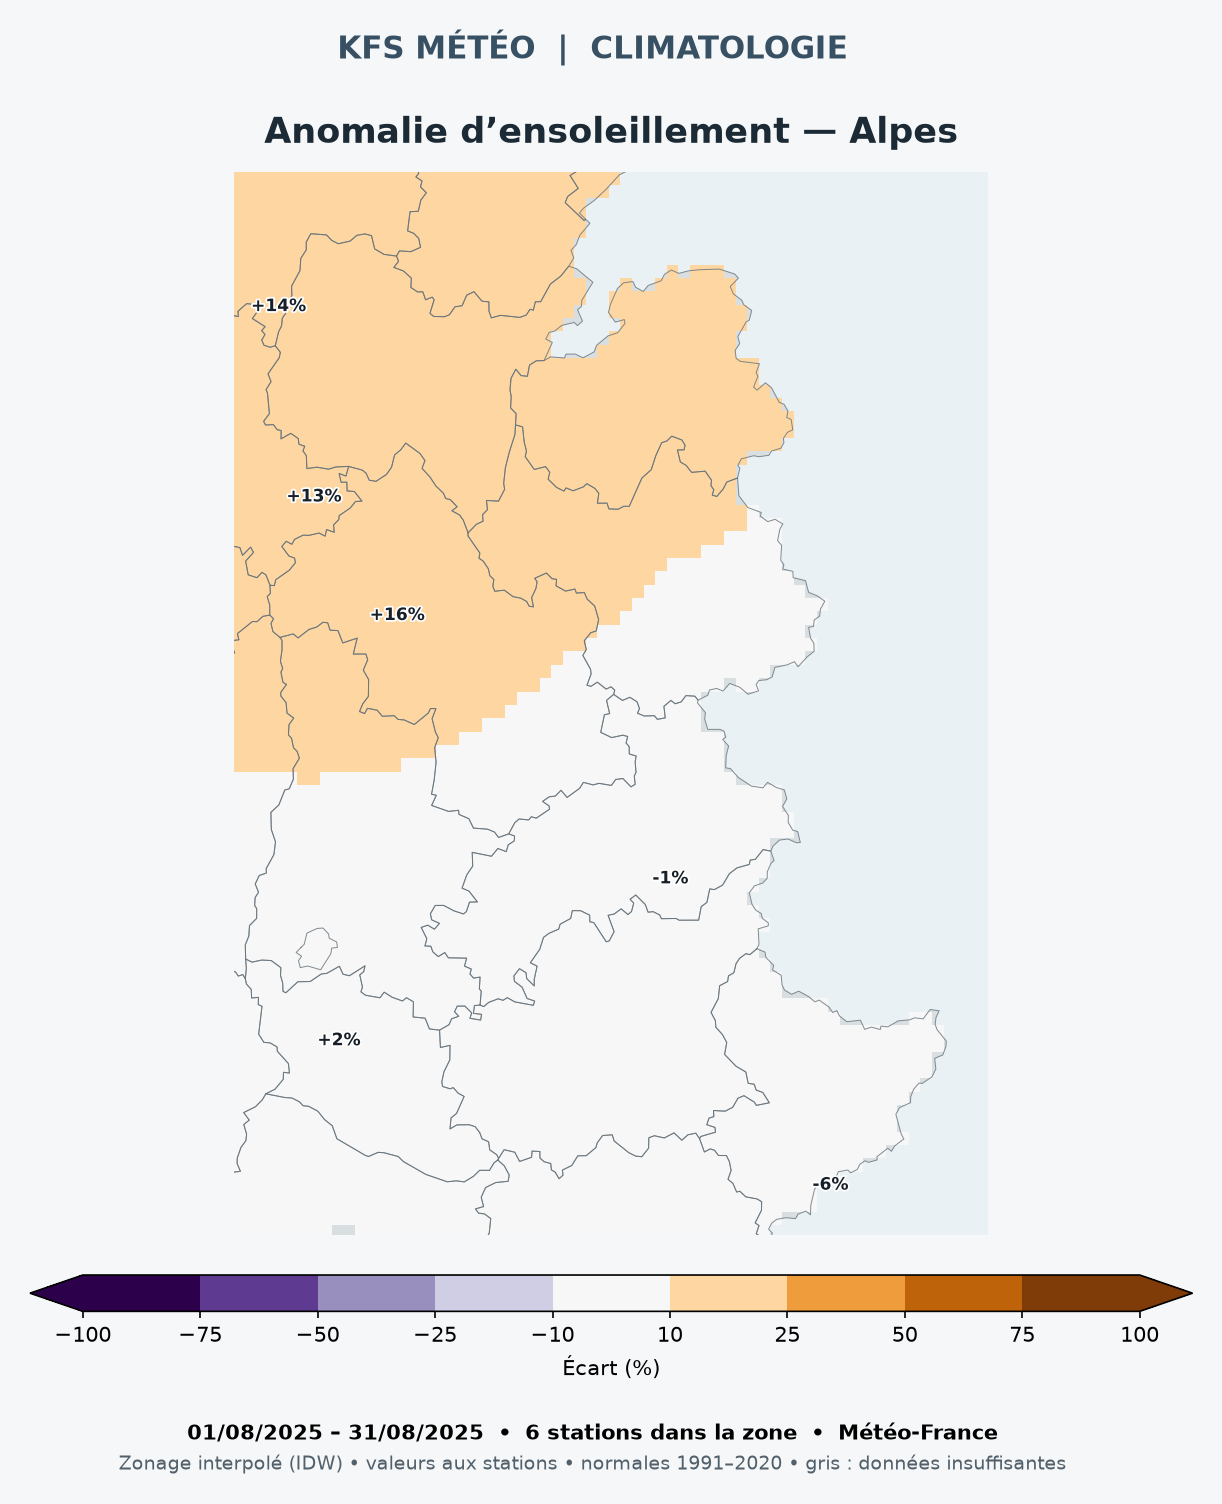 KFS MÉTÉO | CLIMATOLOGIE
Anomalie d’ensoleillement — Alpes
+14%
+13%
+16%
-1%
+2%
-6%
−100 −75 −50 −25 −10 10 25 50 75 100
Écart (%)
01/08/2025 – 31/08/2025 • 6 stations dans la zone • Météo-France
Zonage interpolé (IDW) • valeurs aux stations • normales 1991–2020 • gris : données insuffisantes